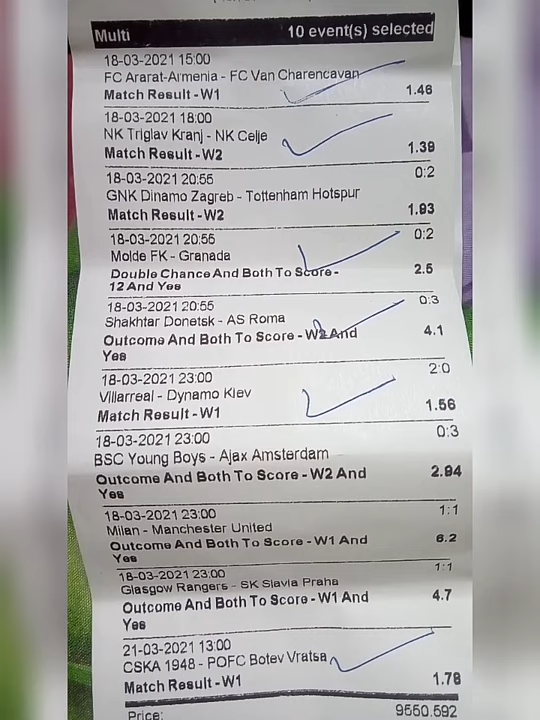 Multi 10 event(s) selected
18-03-2021 15:00
FC Ararat-Armenia - FC Van Charencavan
Match Result - W1 1.46
18-03-2021 18:00
NK Triglav Kranj - NK Celje
Match Result - W2 1.39
18-03-2021 20:55 0:2
GNK Dinamo Zagreb - Tottenham Hotspur
Match Result - W2 1.93
18-03-2021 20:55 0:2
Molde FK - Granada
Double Chance And Both To Score - 2.5
12 And Yes
18-03-2021 20:55 0:3
Shakhtar Donetsk - AS Roma
Outcome And Both To Score - W2 And 4.1
Yes
18-03-2021 23:00 2:0
Villarreal - Dynamo Kiev
Match Result - W1 1.56
18-03-2021 23:00 0:3
BSC Young Boys - Ajax Amsterdam
Outcome And Both To Score - W2 And 2.94
Yes
18-03-2021 23:00 1:1
Milan - Manchester United
Outcome And Both To Score - W1 And 6.2
Yes
18-03-2021 23:00 1:1
Glasgow Rangers - SK Slavia Praha
Outcome And Both To Score - W1 And 4.7
Yes
21-03-2021 13:00
CSKA 1948 - POFC Botev Vratsa
Match Result - W1 1.78
Price: 9550.592